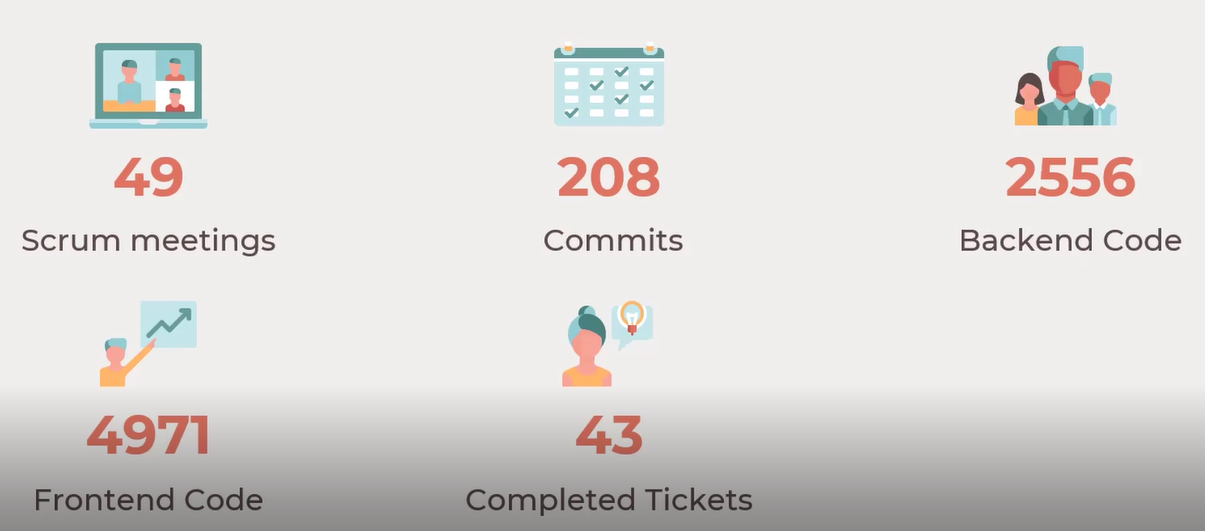 49
Scrum meetings
208
Commits
2556
Backend Code
4971
Frontend Code
43
Completed Tickets